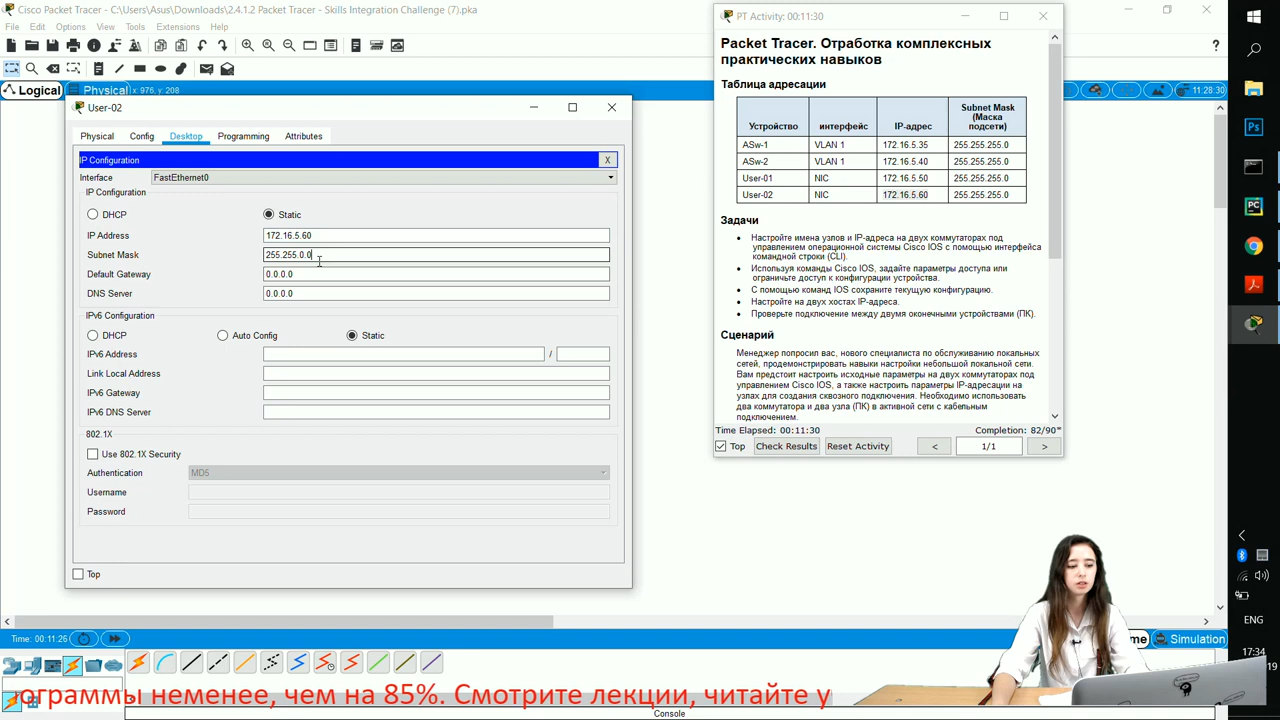 Cisco Packet Tracer - C:\Users\Asus\Downloads\2.4.1.2 Packet Tracer - Skills Integration Challenge (7).pka
File Edit Options View Tools Extensions Help
Logical Physical x: 976, y: 208 11:28:30
User-02
Physical Config Desktop Programming Attributes
IP Configuration X
Interface FastEthernet0
IP Configuration
DHCP Static
IP Address 172.16.5.60
Subnet Mask 255.255.0.0
Default Gateway 0.0.0.0
DNS Server 0.0.0.0
IPv6 Configuration
DHCP Auto Config Static
IPv6 Address /
Link Local Address
IPv6 Gateway
IPv6 DNS Server
802.1X
Use 802.1X Security
Authentication MD5
Username
Password
Top
PT Activity: 00:11:30
Packet Tracer. Отработка комплексных
практических навыков
Таблица адресации
Устройство интерфейс IP-адрес Subnet Mask (Маска подсети)
ASw-1 VLAN 1 172.16.5.35 255.255.255.0
ASw-2 VLAN 1 172.16.5.40 255.255.255.0
User-01 NIC 172.16.5.50 255.255.255.0
User-02 NIC 172.16.5.60 255.255.255.0
Задачи
• Настройте имена узлов и IP-адреса на двух коммутаторах под
управлением операционной системы Cisco IOS с помощью интерфейса
командной строки (CLI).
• Используя команды Cisco IOS, задайте параметры доступа или
ограничьте доступ к конфигурации устройства.
• С помощью команд IOS сохраните текущую конфигурацию.
• Настройте на двух хостах IP-адреса.
• Проверьте подключение между двумя оконечными устройствами (ПК).
Сценарий
Менеджер попросил вас, нового специалиста по обслуживанию локальных
сетей, продемонстрировать навыки настройки небольшой локальной сети.
Вам предстоит настроить исходные параметры на двух коммутаторах под
управлением Cisco IOS, а также настроить параметры IP-адресации на
узлах для создания сквозного подключения. Необходимо использовать
два коммутатора и два узла (ПК) в активной сети с кабельным
подключением.
Time Elapsed: 00:11:30 Completion: 82/90"
Top Check Results Reset Activity < 1/1 >
Time: 00:11:26 me Simulation
ограммы неменее, чем на 85%. Смотрите лекции, читайте у
Console
Ps
PC
ENG
17:34
19